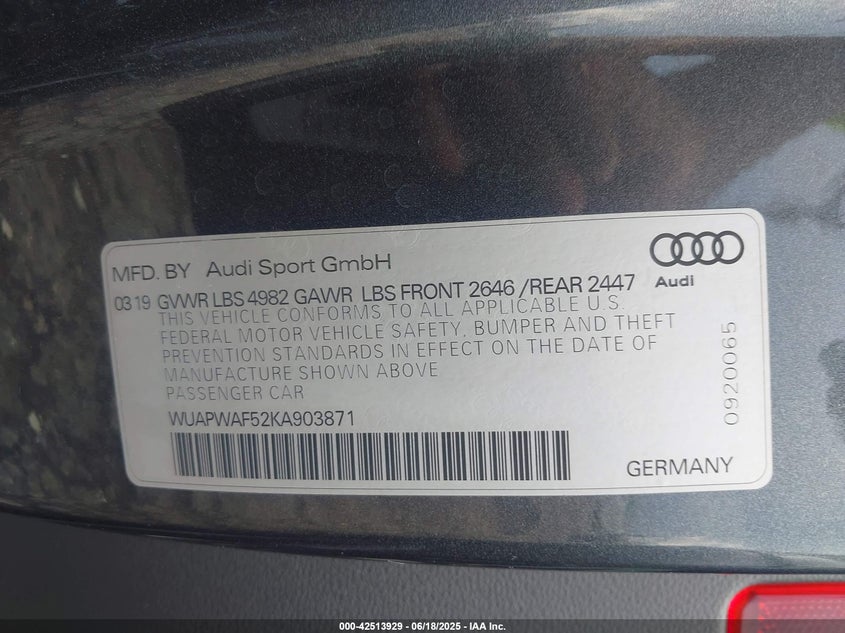 MFD. BY Audi Sport GmbH
Audi
03 19 GVWR LBS 4982 GAWR LBS FRONT 2646 /REAR 2447
THIS VEHICLE CONFORMS TO ALL APPLICABLE U.S.
FEDERAL MOTOR VEHICLE SAFETY, BUMPER AND THEFT
PREVENTION STANDARDS IN EFFECT ON THE DATE OF
MANUFACTURE SHOWN ABOVE
PASSENGER CAR
WUAPWAF52KA903871
0920065
GERMANY
000-42513929 - 06/18/2025 - IAA Inc.